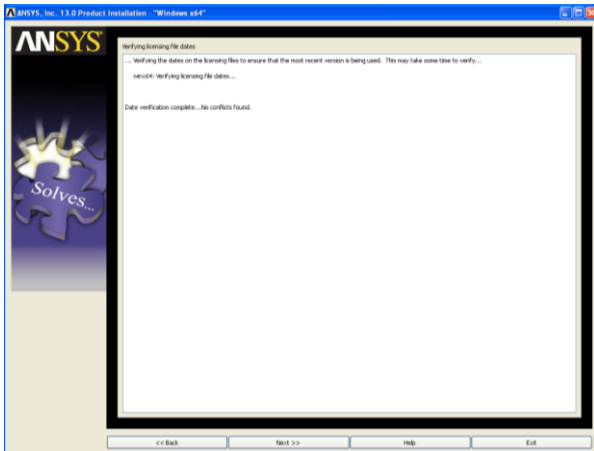 ANSYS, Inc. 13.0 Product Installation - "Windows x64"
ANSYS
Verifying licensing file dates
... Verifying the dates on the licensing files to ensure that the most recent version is being used. This may take some time to verify...
winx64: Verifying licensing file dates...
Date verification complete...No conflicts found.
Solves...
<< Back
Next >>
Help
Exit